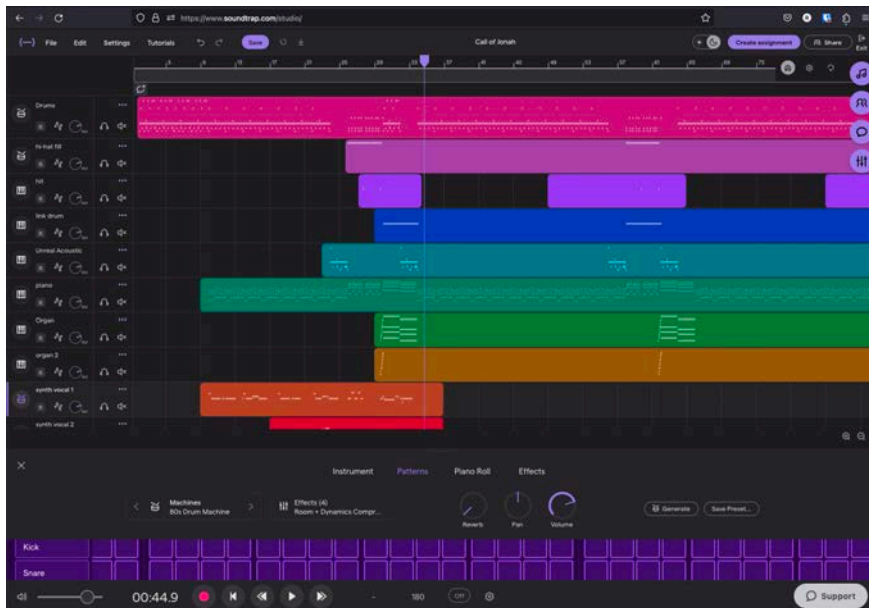 https://www.soundtrap.com/studio/
File Edit Settings Tutorials Save Call of Jonah Create assignment Share Exit
Drums
hi-hat fill
hit
link drum
Unreal Acoustic
piano
Organ
organ 2
synth vocal 1
synth vocal 2
Instrument Patterns Piano Roll Effects
Machines
80s Drum Machine
Effects (4)
Room + Dynamics Compr...
Reverb Pan Volume
Generate Save Preset...
Kick
Snare
00:44.9 - 180 Off Support